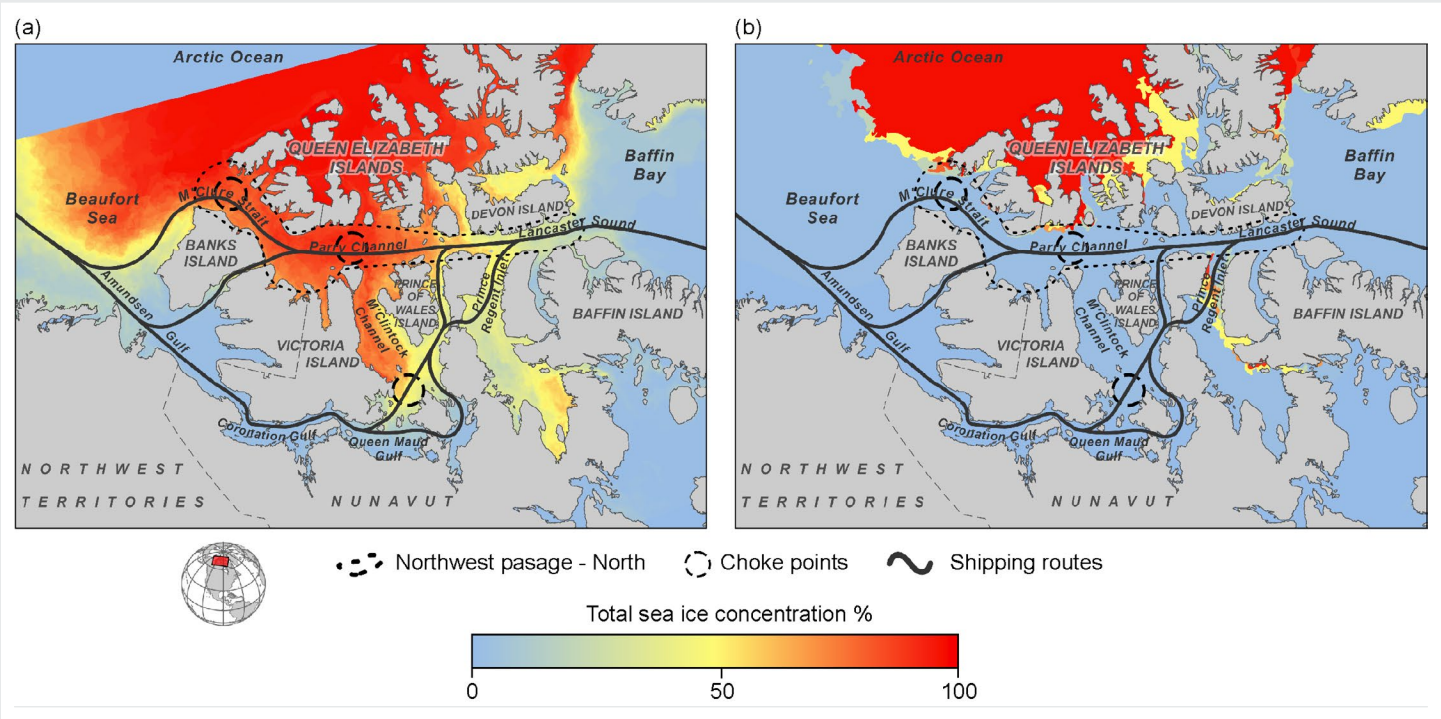 (a)
Arctic Ocean
QUEEN ELIZABETH
ISLANDS
Baffin
Bay
Beaufort
Sea
M'Clure
Strait
DEVON ISLAND
Lancaster Sound
BANKS
ISLAND
Parry Channel
Amundsen
Gulf
PRINCE
OF
WALES
ISLAND
Prince
Regent Inlet
M'Clintock
Channel
BAFFIN ISLAND
VICTORIA
ISLAND
Coronation Gulf
Queen Maud
Gulf
NORTHWEST
TERRITORIES
NUNAVUT
(b)
Arctic Ocean
QUEEN ELIZABETH
ISLANDS
Baffin
Bay
Beaufort
Sea
M'Clure
Strait
DEVON ISLAND
Lancaster Sound
BANKS
ISLAND
Parry Channel
Amundsen
Gulf
PRINCE
OF
WALES
ISLAND
Prince
Regent Inlet
M'Clintock
Channel
BAFFIN ISLAND
VICTORIA
ISLAND
Coronation Gulf
Queen Maud
Gulf
NORTHWEST
TERRITORIES
NUNAVUT
Northwest pasage - North
Choke points
Shipping routes
Total sea ice concentration %
0
50
100